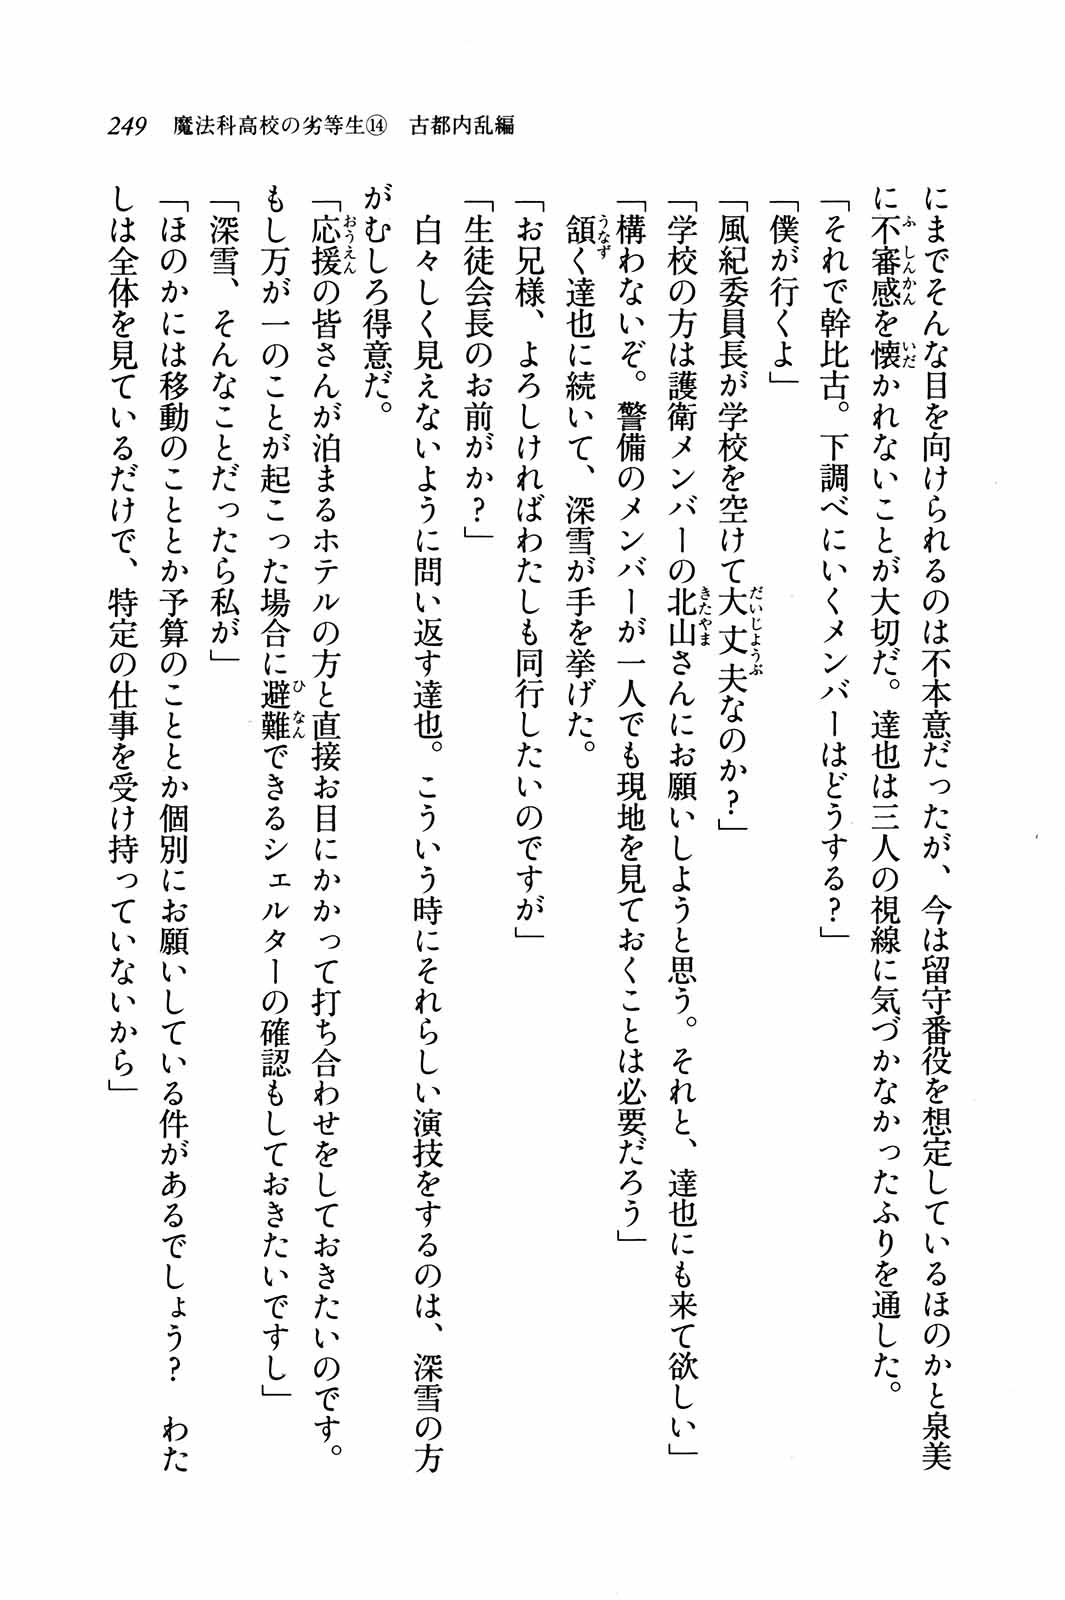 249 魔法科高校の劣等生⑭ 古都内乱編
にまでそんな目を向けられるのは不本意だったが、今は留守番役を想定しているほのかと泉美
に不審感を懐かれないことが大切だ。達也は三人の視線に気づかなかったふりを通した。
「それで幹比古。下調べにいくメンバーはどうする?」
「僕が行くよ」
「風紀委員長が学校を空けて大丈夫なのか?」
「学校の方は護衛メンバーの北山さんにお願いしようと思う。それと、達也にも来て欲しい」
「構わないぞ。警備のメンバーが一人でも現地を見ておくことは必要だろう」
頷く達也に続いて、深雪が手を挙げた。
「お兄様、よろしければわたしも同行したいのですが」
「生徒会長のお前がか?」
白々しく見えないように問い返す達也。こういう時にそれらしい演技をするのは、深雪の方
がむしろ得意だ。
「応援の皆さんが泊まるホテルの方と直接お目にかかって打ち合わせをしておきたいのです。
もし万が一のことが起こった場合に避難できるシェルターの確認もしておきたいですし」
「深雪、そんなことだったら私が」
「ほのかには移動のこととか予算のこととか個別にお願いしている件があるでしょう? わた
しは全体を見ているだけで、特定の仕事を受け持っていないから」